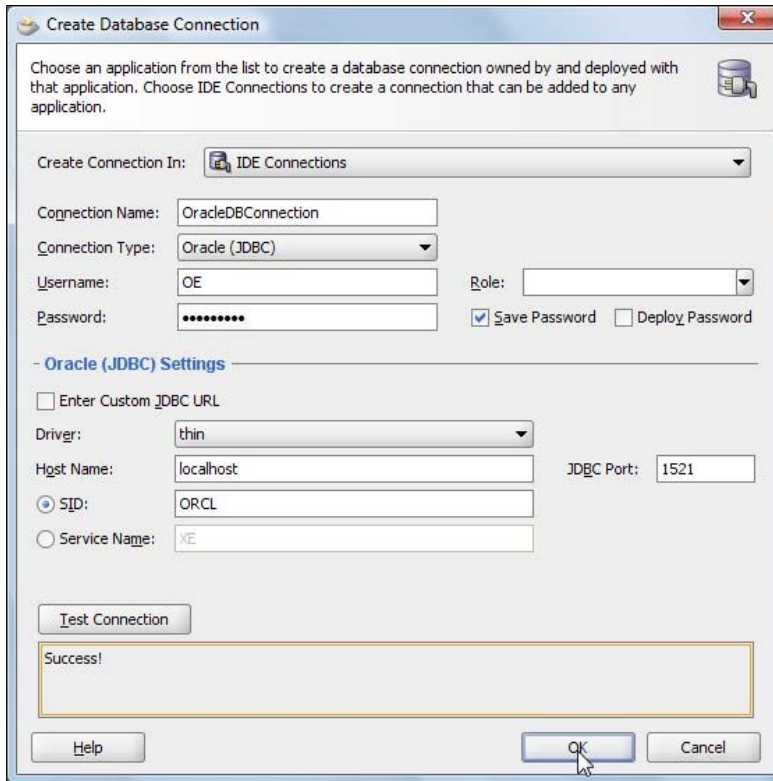 Create Database Connection
Choose an application from the list to create a database connection owned by and deployed with
that application. Choose IDE Connections to create a connection that can be added to any
application.
Create Connection In: IDE Connections
Connection Name: OracleDBConnection
Connection Type: Oracle (JDBC)
Username: OE Role:
Password: ••••••••• Save Password Deploy Password
Oracle (JDBC) Settings
Enter Custom JDBC URL
Driver: thin
Host Name: localhost JDBC Port: 1521
SID: ORCL
Service Name: XE
Test Connection
Success!
Help OK Cancel